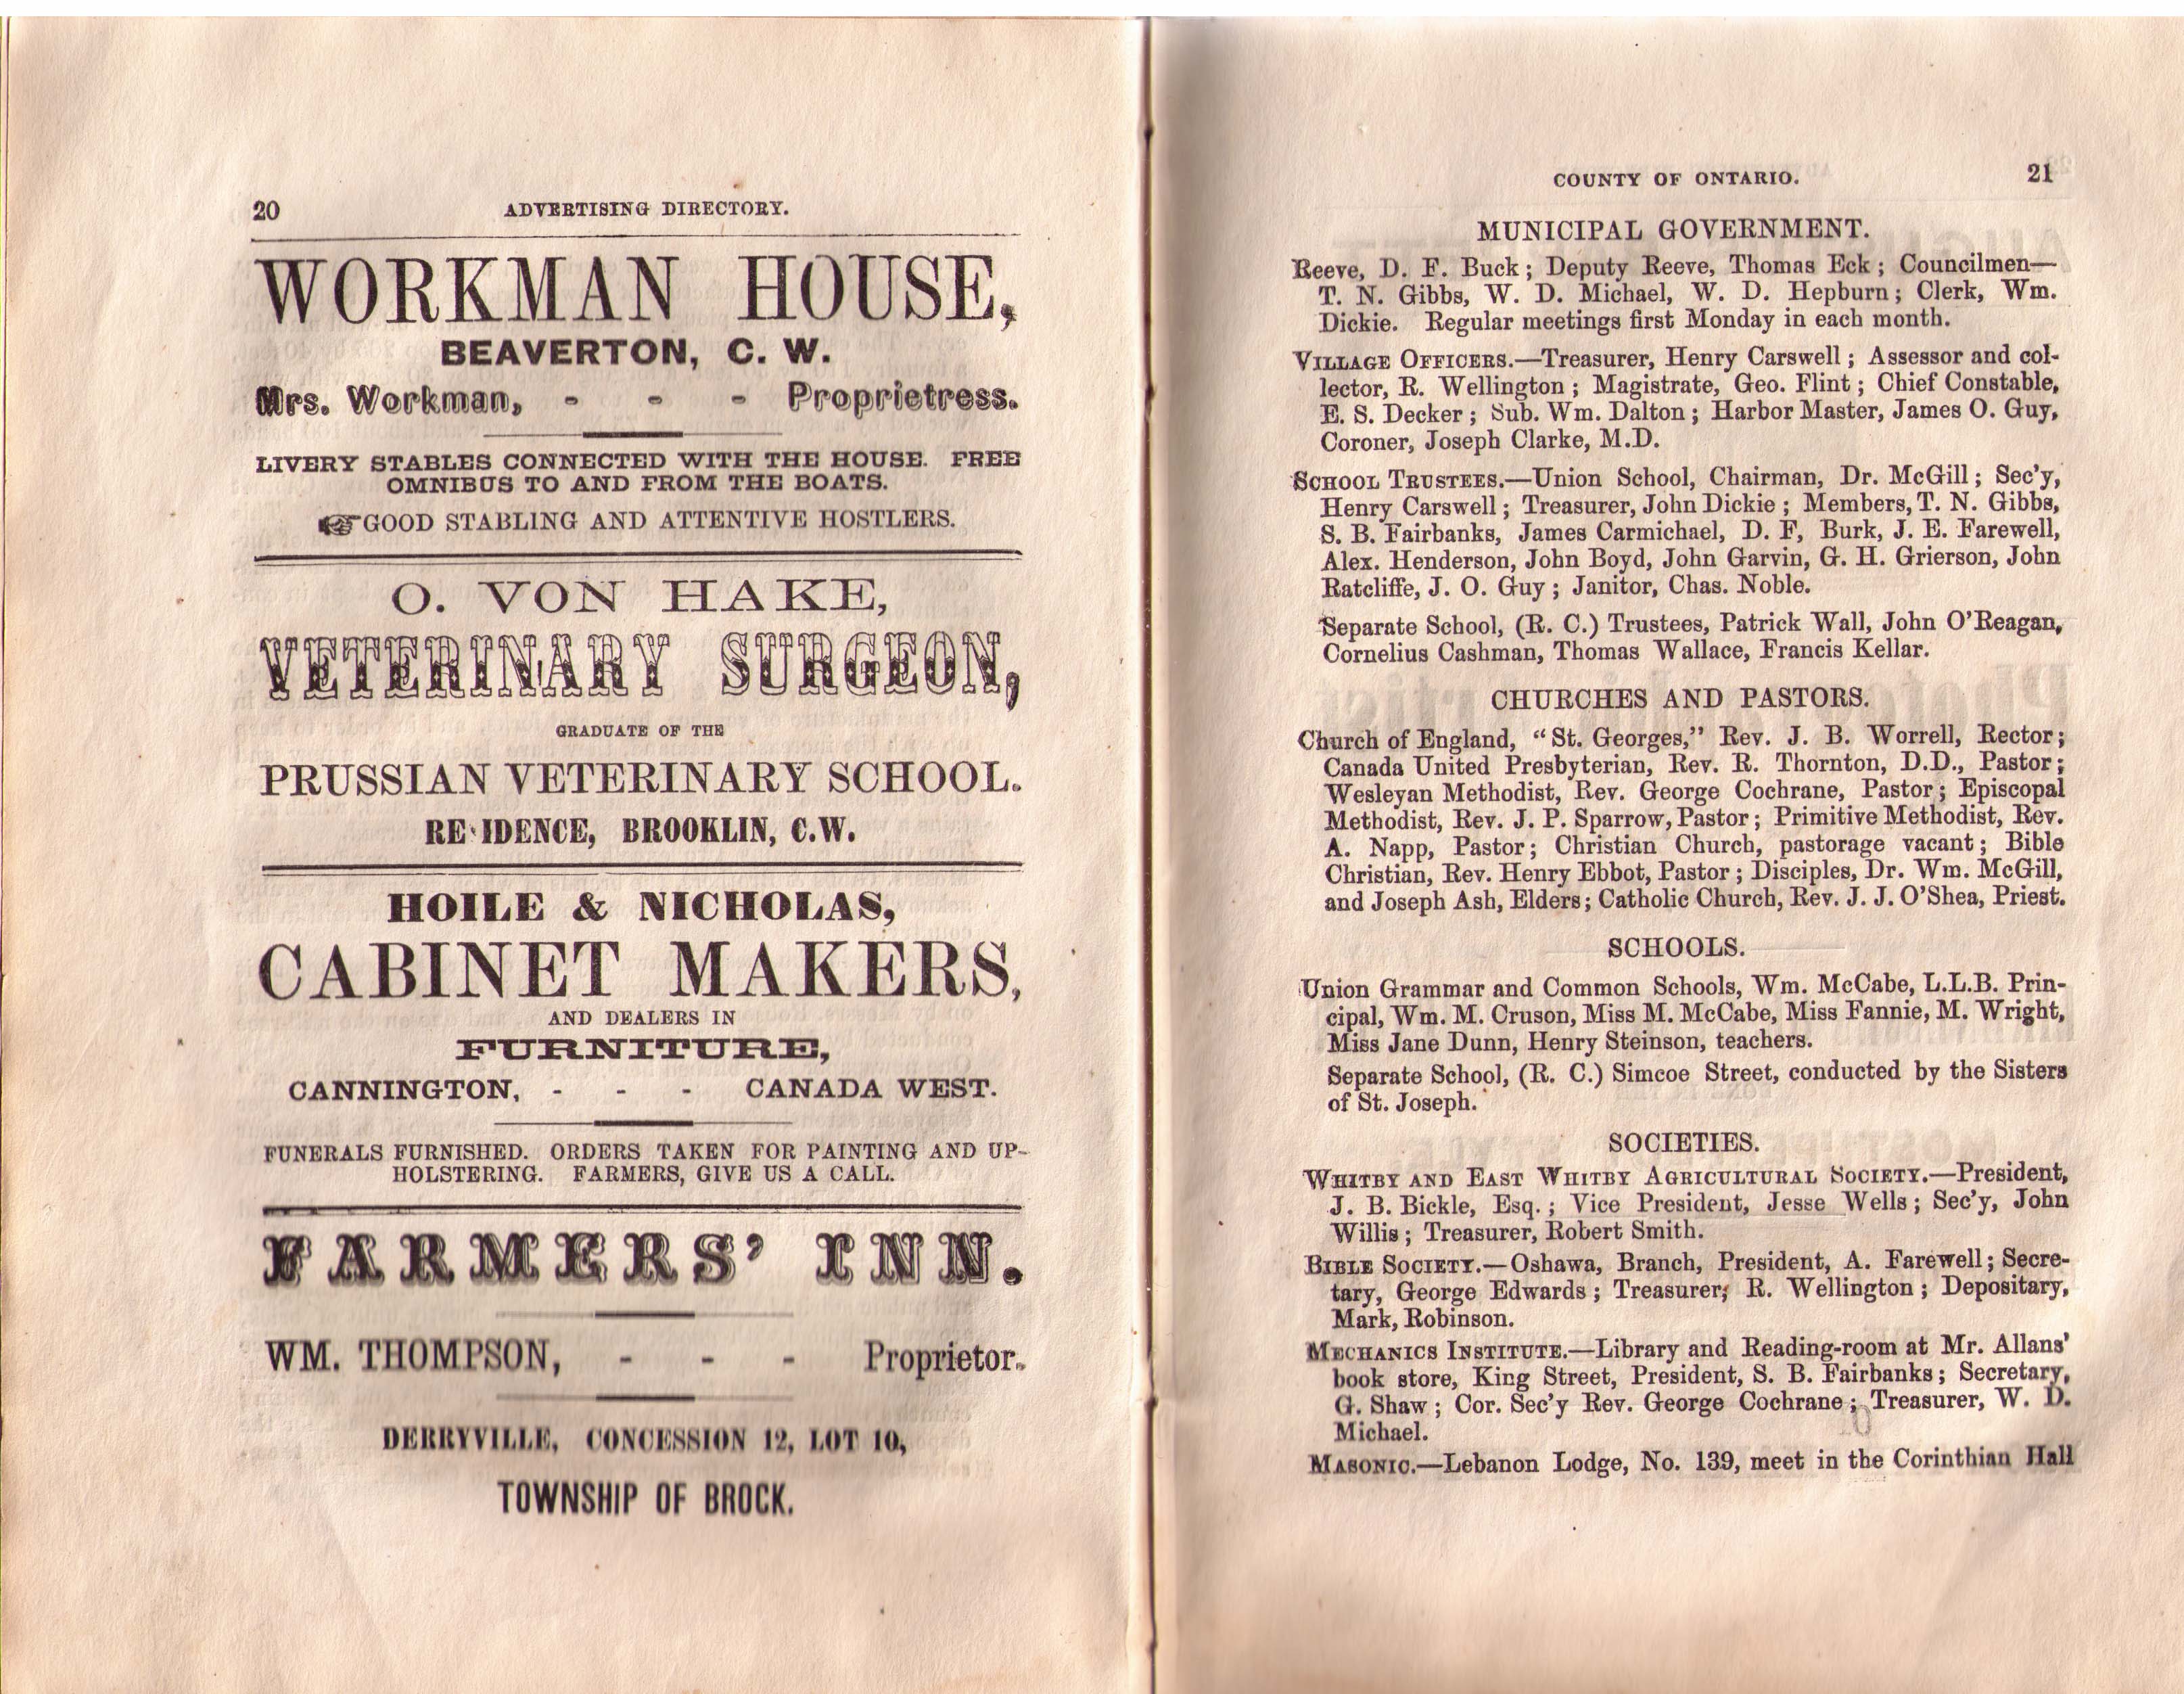 20 ADVERTISING DIRECTORY.
WORKMAN HOUSE,
BEAVERTON, C. W.
Mrs. Workman, - - - Proprietress.
LIVERY STABLES CONNECTED WITH THE HOUSE. FREE
OMNIBUS TO AND FROM THE BOATS.
☞GOOD STABLING AND ATTENTIVE HOSTLERS.
O. VON HAKE,
VETERINARY SURGEON,
GRADUATE OF THE
PRUSSIAN VETERINARY SCHOOL.
RE IDENCE, BROOKLIN, C.W.
HOILE & NICHOLAS,
CABINET MAKERS,
AND DEALERS IN
FURNITURE,
CANNINGTON, - - - CANADA WEST.
FUNERALS FURNISHED. ORDERS TAKEN FOR PAINTING AND UP-
HOLSTERING. FARMERS, GIVE US A CALL.
FARMERS' INN.
WM. THOMPSON, - - - Proprietor.
DERRYVILLE, CONCESSION 12, LOT 10,
TOWNSHIP OF BROCK.
COUNTY OF ONTARIO. 21
MUNICIPAL GOVERNMENT.
Reeve, D. F. Buck; Deputy Reeve, Thomas Eck; Councilmen—
T. N. Gibbs, W. D. Michael, W. D. Hepburn; Clerk, Wm.
Dickie. Regular meetings first Monday in each month.
VILLAGE OFFICERS.—Treasurer, Henry Carswell; Assessor and col-
lector, R. Wellington; Magistrate, Geo. Flint; Chief Constable,
E. S. Decker; Sub. Wm. Dalton; Harbor Master, James O. Guy,
Coroner, Joseph Clarke, M.D.
SCHOOL TRUSTEES.—Union School, Chairman, Dr. McGill; Sec'y,
Henry Carswell; Treasurer, John Dickie; Members, T. N. Gibbs,
S. B. Fairbanks, James Carmichael, D. F, Burk, J. E. Farewell,
Alex. Henderson, John Boyd, John Garvin, G. H. Grierson, John
Ratcliffe, J. O. Guy; Janitor, Chas. Noble.
Separate School, (R. C.) Trustees, Patrick Wall, John O'Reagan,
Cornelius Cashman, Thomas Wallace, Francis Kellar.
CHURCHES AND PASTORS.
Church of England, "St. Georges," Rev. J. B. Worrell, Rector;
Canada United Presbyterian, Rev. R. Thornton, D.D., Pastor;
Wesleyan Methodist, Rev. George Cochrane, Pastor; Episcopal
Methodist, Rev. J. P. Sparrow, Pastor; Primitive Methodist, Rev.
A. Napp, Pastor; Christian Church, pastorage vacant; Bible
Christian, Rev. Henry Ebbot, Pastor; Disciples, Dr. Wm. McGill,
and Joseph Ash, Elders; Catholic Church, Rev. J. J. O'Shea, Priest.
SCHOOLS.
Union Grammar and Common Schools, Wm. McCabe, L.L.B. Prin-
cipal, Wm. M. Cruson, Miss M. McCabe, Miss Fannie, M. Wright,
Miss Jane Dunn, Henry Steinson, teachers.
Separate School, (R. C.) Simcoe Street, conducted by the Sisters
of St. Joseph.
SOCIETIES.
WHITBY AND EAST WHITBY AGRICULTURAL SOCIETY.—President,
J. B. Bickle, Esq.; Vice President, Jesse Wells; Sec'y, John
Willis; Treasurer, Robert Smith.
BIBLE SOCIETY.—Oshawa, Branch, President, A. Farewell; Secre-
tary, George Edwards; Treasurer; R. Wellington; Depositary,
Mark, Robinson.
MECHANICS INSTITUTE.—Library and Reading-room at Mr. Allans'
book store, King Street, President, S. B. Fairbanks; Secretary,
G. Shaw; Cor. Sec'y Rev. George Cochrane; Treasurer, W. D.
Michael.
MASONIC.—Lebanon Lodge, No. 139, meet in the Corinthian Hall